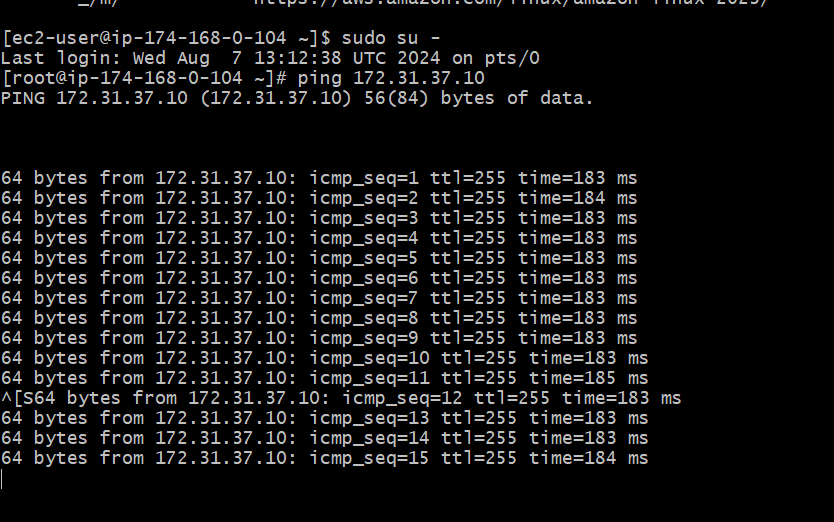 _/m/ https://aws.amazon.com/linux/amazon-linux-2023/
[ec2-user@ip-174-168-0-104 ~]$ sudo su -
Last login: Wed Aug  7 13:12:38 UTC 2024 on pts/0
[root@ip-174-168-0-104 ~]# ping 172.31.37.10
PING 172.31.37.10 (172.31.37.10) 56(84) bytes of data.
64 bytes from 172.31.37.10: icmp_seq=1 ttl=255 time=183 ms
64 bytes from 172.31.37.10: icmp_seq=2 ttl=255 time=184 ms
64 bytes from 172.31.37.10: icmp_seq=3 ttl=255 time=183 ms
64 bytes from 172.31.37.10: icmp_seq=4 ttl=255 time=183 ms
64 bytes from 172.31.37.10: icmp_seq=5 ttl=255 time=183 ms
64 bytes from 172.31.37.10: icmp_seq=6 ttl=255 time=183 ms
64 bytes from 172.31.37.10: icmp_seq=7 ttl=255 time=183 ms
64 bytes from 172.31.37.10: icmp_seq=8 ttl=255 time=183 ms
64 bytes from 172.31.37.10: icmp_seq=9 ttl=255 time=183 ms
64 bytes from 172.31.37.10: icmp_seq=10 ttl=255 time=183 ms
64 bytes from 172.31.37.10: icmp_seq=11 ttl=255 time=185 ms
^[S64 bytes from 172.31.37.10: icmp_seq=12 ttl=255 time=183 ms
64 bytes from 172.31.37.10: icmp_seq=13 ttl=255 time=183 ms
64 bytes from 172.31.37.10: icmp_seq=14 ttl=255 time=183 ms
64 bytes from 172.31.37.10: icmp_seq=15 ttl=255 time=184 ms